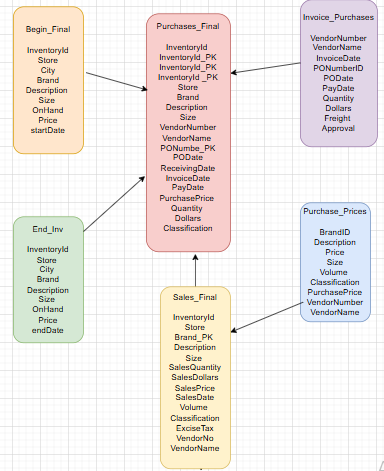 Begin_Final
InventoryId
Store
City
Brand
Description
Size
OnHand
Price
startDate
Purchases_Final
InventoryId
InventoryId_PK
InventoryId_PK
InventoryId_PK
Store
Brand
Description
Size
VendorNumber
VendorName
PONumbe_PK
PODate
ReceivingDate
InvoiceDate
PayDate
PurchasePrice
Quantity
Dollars
Classification
Invoice_Purchases
VendorNumber
VendorName
InvoiceDate
PONumberID
PODate
PayDate
Quantity
Dollars
Freight
Approval
End_Inv
InventoryId
Store
City
Brand
Description
Size
OnHand
Price
endDate
Purchase_Prices
BrandID
Description
Price
Size
Volume
Classification
PurchasePrice
VendorNumber
VendorName
Sales_Final
InventoryId
Store
Brand_PK
Description
Size
SalesQuantity
SalesDollars
SalesPrice
SalesDate
Volume
Classification
ExciseTax
VendorNo
VendorName